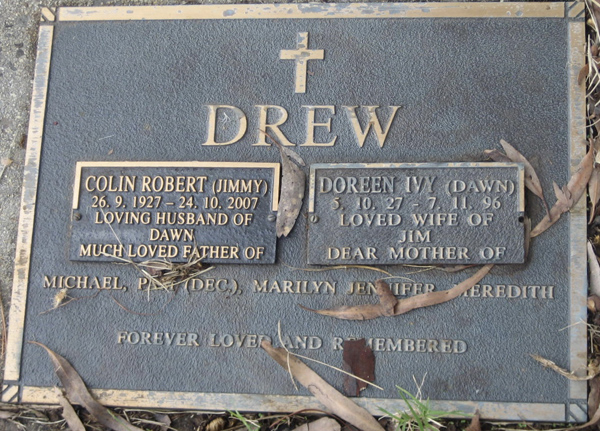 DREW
COLIN ROBERT (JIMMY)
26. 9. 1927 - 24. 10. 2007
LOVING HUSBAND OF
DAWN
MUCH LOVED FATHER OF
DOREEN IVY (DAWN)
5. 10. 27 - 7. 11. 96
LOVED WIFE OF
JIM
DEAR MOTHER OF
MICHAEL, (DEC.), MARILYN JENNIFER MEREDITH
FOREVER LOVED AND REMEMBERED